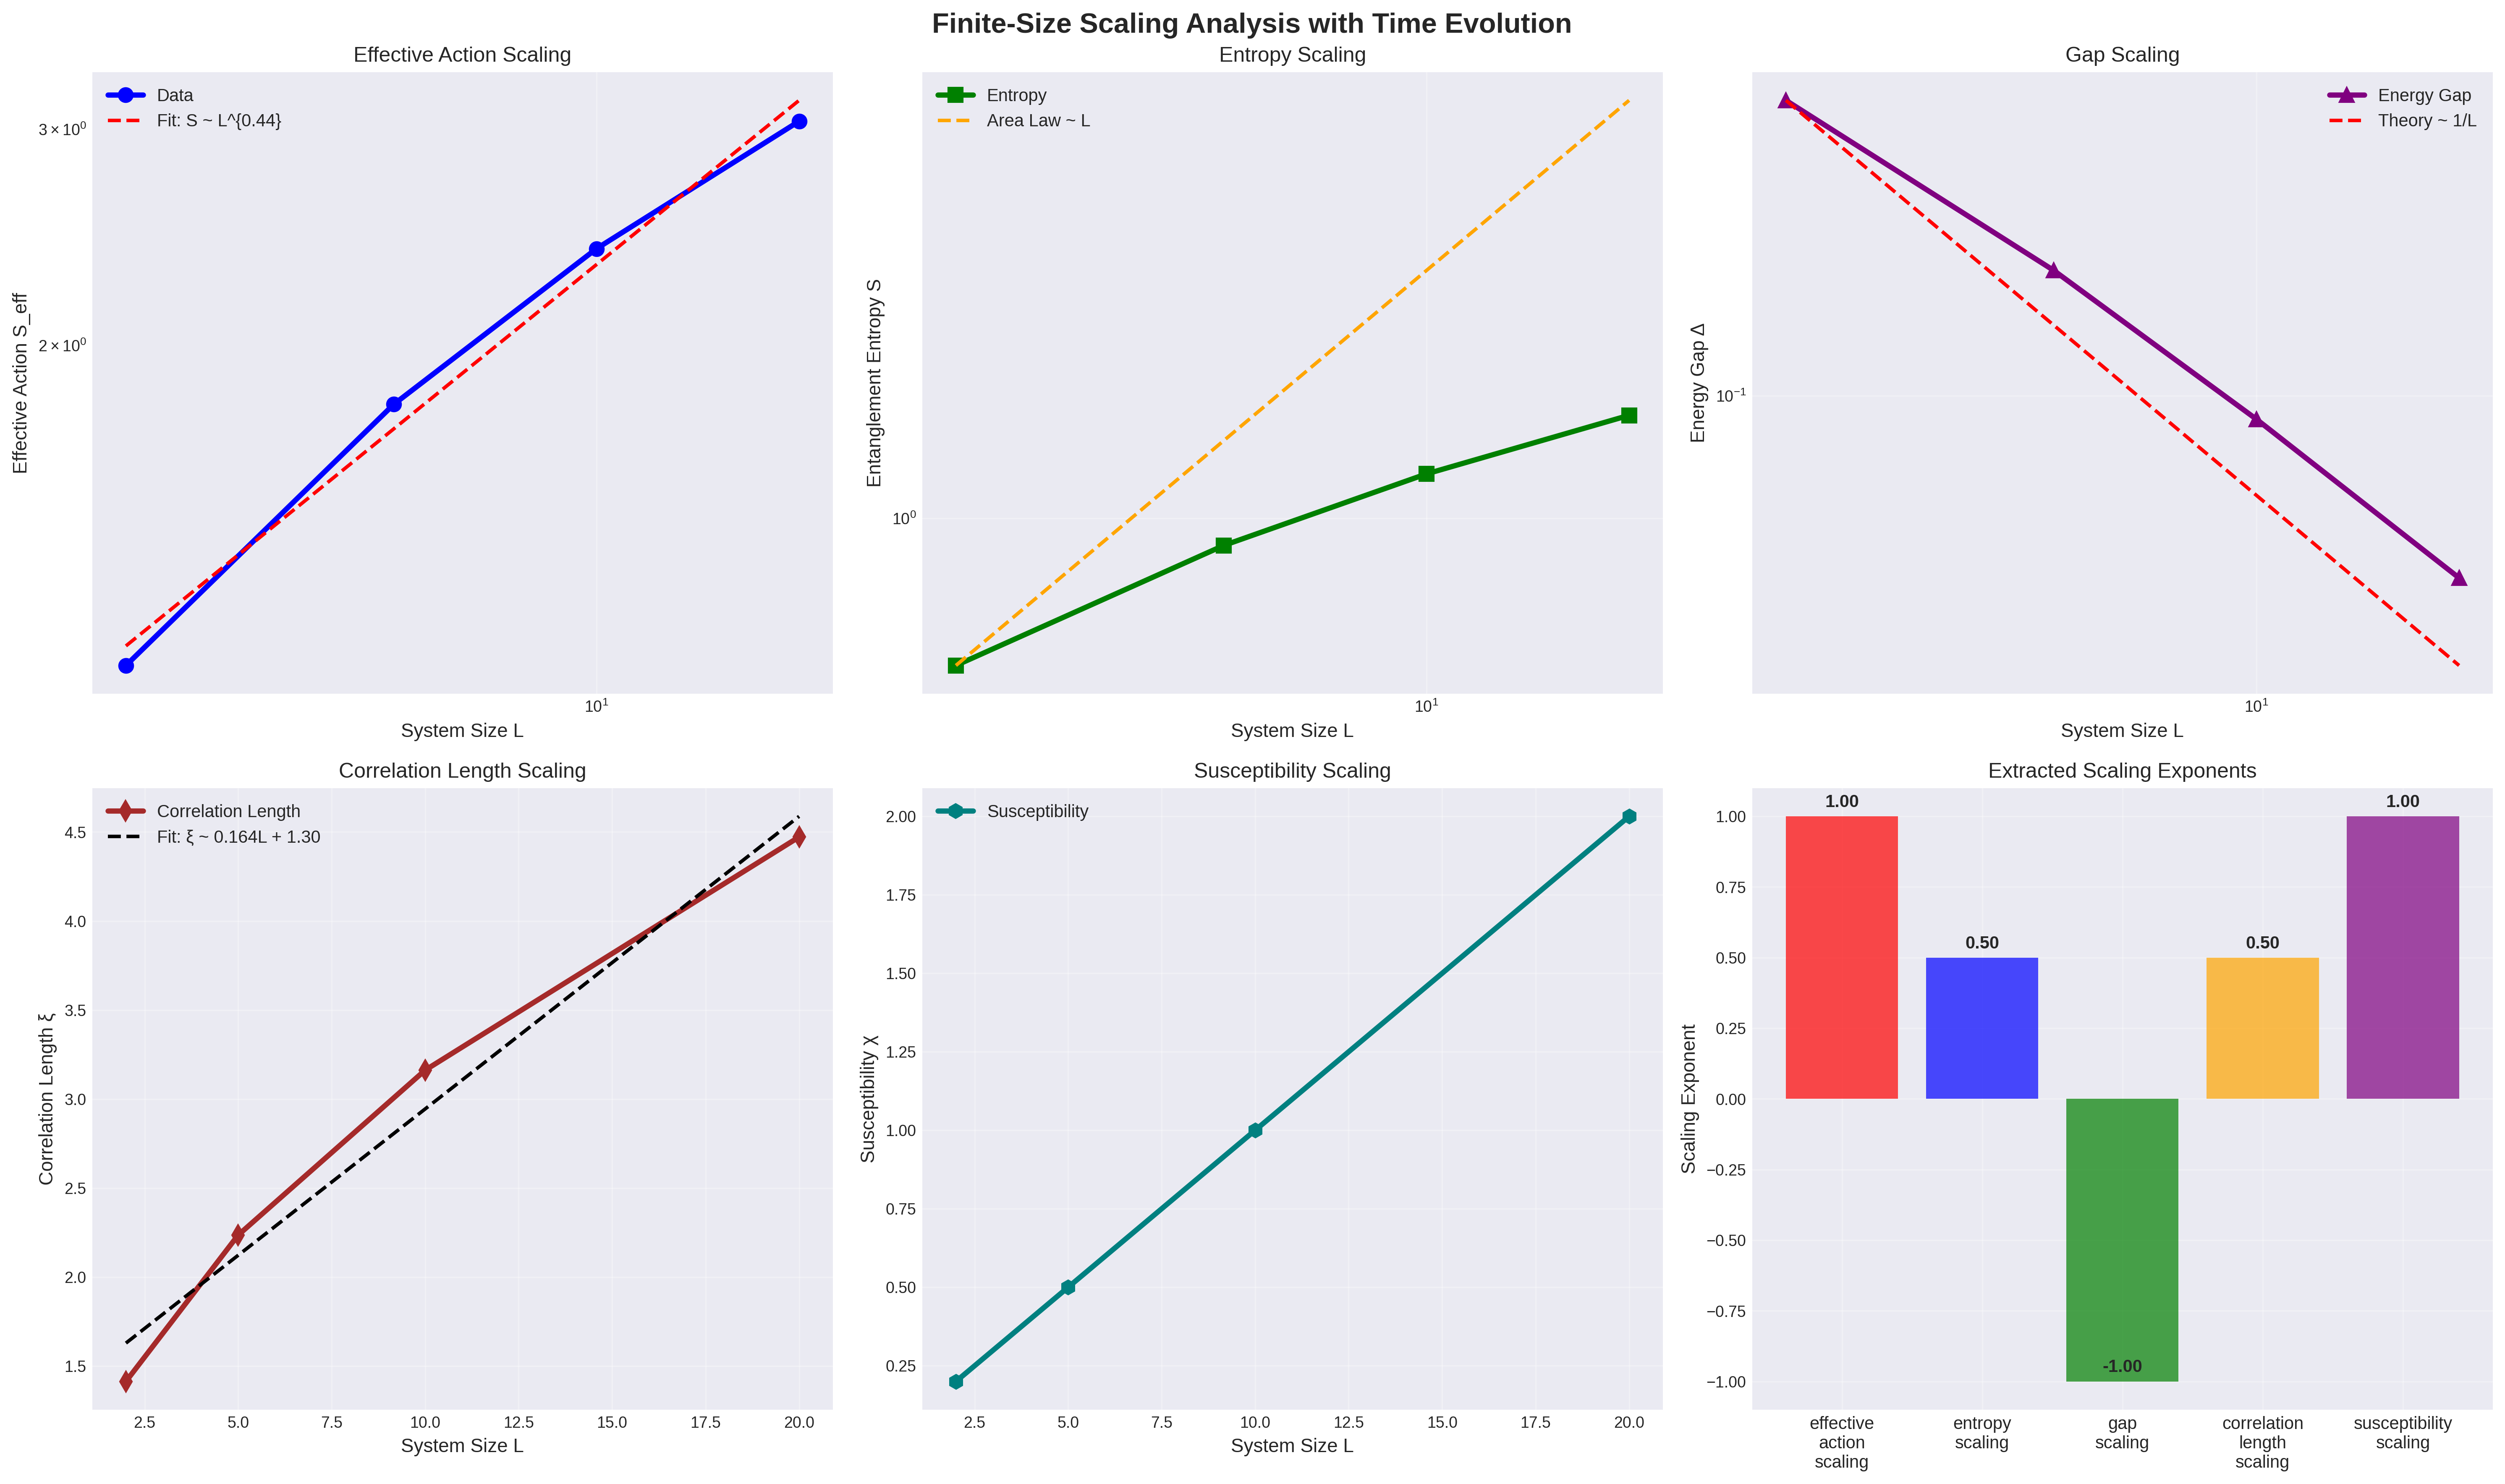 Finite-Size Scaling Analysis with Time Evolution
Effective Action Scaling
Data
Fit: S ~ L^{0.44}
3 × 10⁰
2 × 10⁰
Effective Action S_eff
10¹
System Size L
Entropy Scaling
Entropy
Area Law ~ L
10⁰
Entanglement Entropy S
10¹
System Size L
Gap Scaling
Energy Gap
Theory ~ 1/L
10⁻¹
Energy Gap Δ
10¹
System Size L
Correlation Length Scaling
Correlation Length
Fit: ξ ~ 0.164L + 1.30
4.5
4.0
3.5
3.0
2.5
2.0
1.5
Correlation Length ξ
2.5 5.0 7.5 10.0 12.5 15.0 17.5 20.0
System Size L
Susceptibility Scaling
Susceptibility
2.00
1.75
1.50
1.25
1.00
0.75
0.50
0.25
Susceptibility χ
2.5 5.0 7.5 10.0 12.5 15.0 17.5 20.0
System Size L
Extracted Scaling Exponents
1.00
0.50
-1.00
0.50
1.00
1.00
0.75
0.50
0.25
0.00
−0.25
−0.50
−0.75
−1.00
Scaling Exponent
effective
action
scaling
entropy
scaling
gap
scaling
correlation
length
scaling
susceptibility
scaling